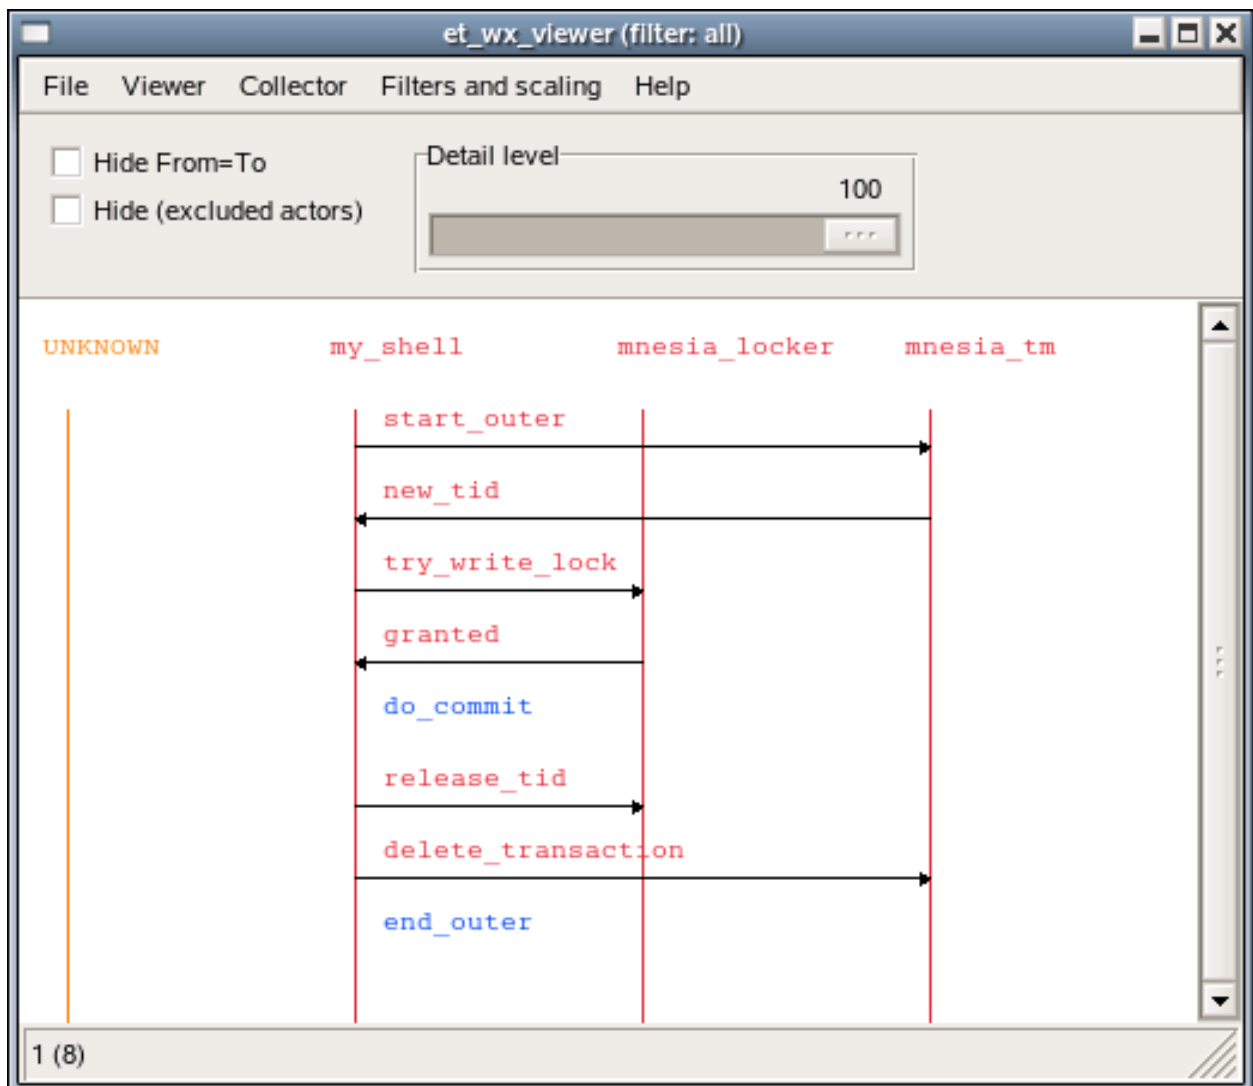 et_wx_viewer (filter: all)
File Viewer Collector Filters and scaling Help
Hide From=To
Hide (excluded actors)
Detail level
100
UNKNOWN my_shell mnesia_locker mnesia_tm
start_outer
new_tid
try_write_lock
granted
do_commit
release_tid
delete_transaction
end_outer
1 (8)